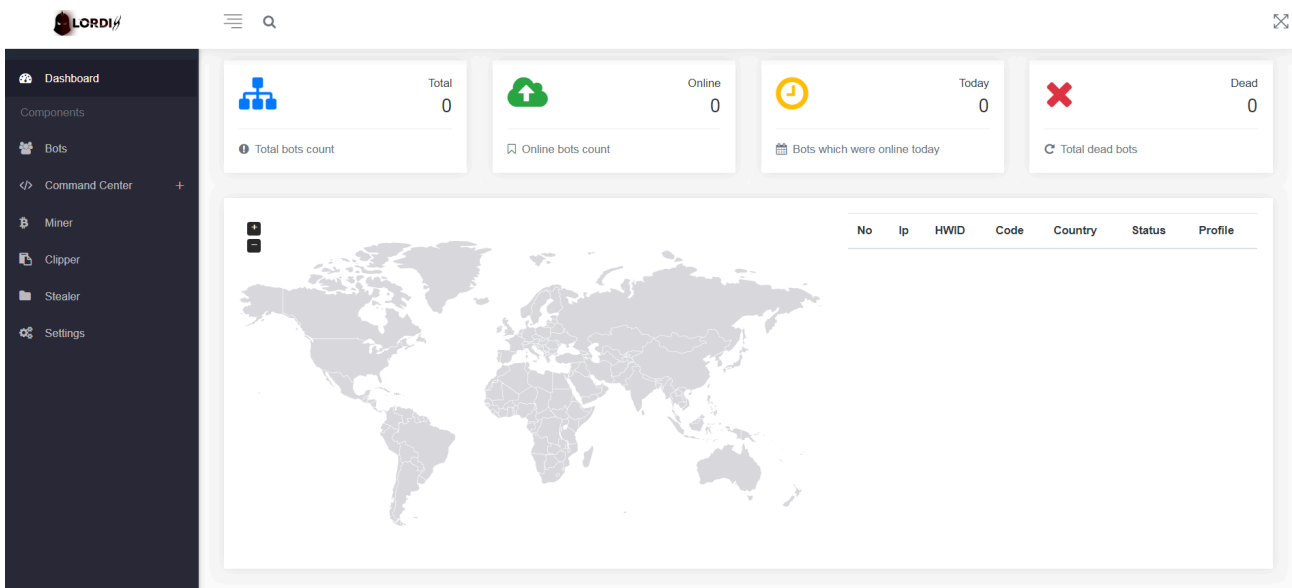 LORDI
Dashboard
Components
Bots
Command Center +
Miner
Clipper
Stealer
Settings
Total
0
Total bots count
Online
0
Online bots count
Today
0
Bots which were online today
Dead
0
Total dead bots
+
−
No Ip HWID Code Country Status Profile